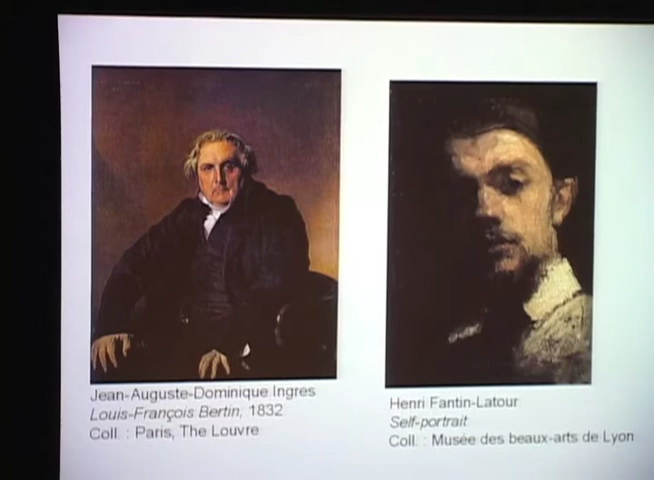 Jean-Auguste-Dominique Ingres
Louis-François Bertin, 1832
Coll. : Paris, The Louvre
Henri Fantin-Latour
Self-portrait
Coll. : Musée des beaux-arts de Lyon